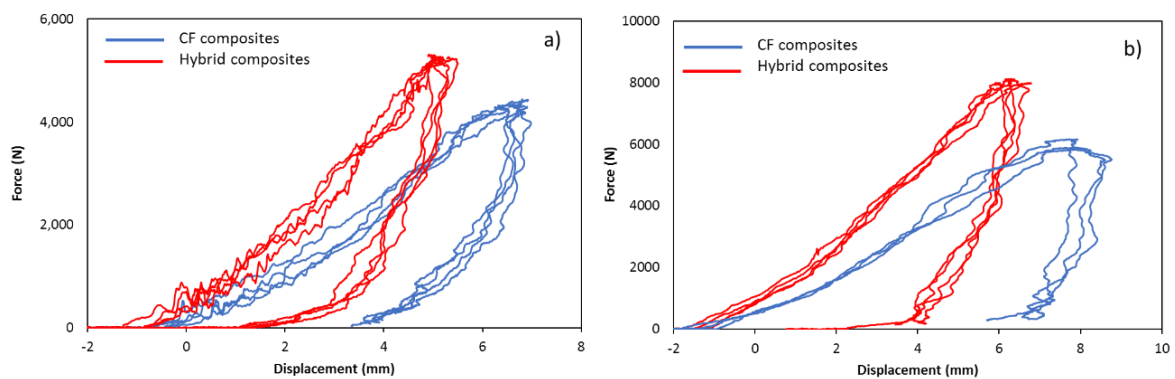 6,000
4,000
2,000
0
-2 0 2 4 6 8
Force (N)
Displacement (mm)
CF composites
Hybrid composites
a)
10000
8000
6000
4000
2000
0
-2 0 2 4 6 8 10
Force (N)
Displacement (mm)
CF composites
Hybrid composites
b)